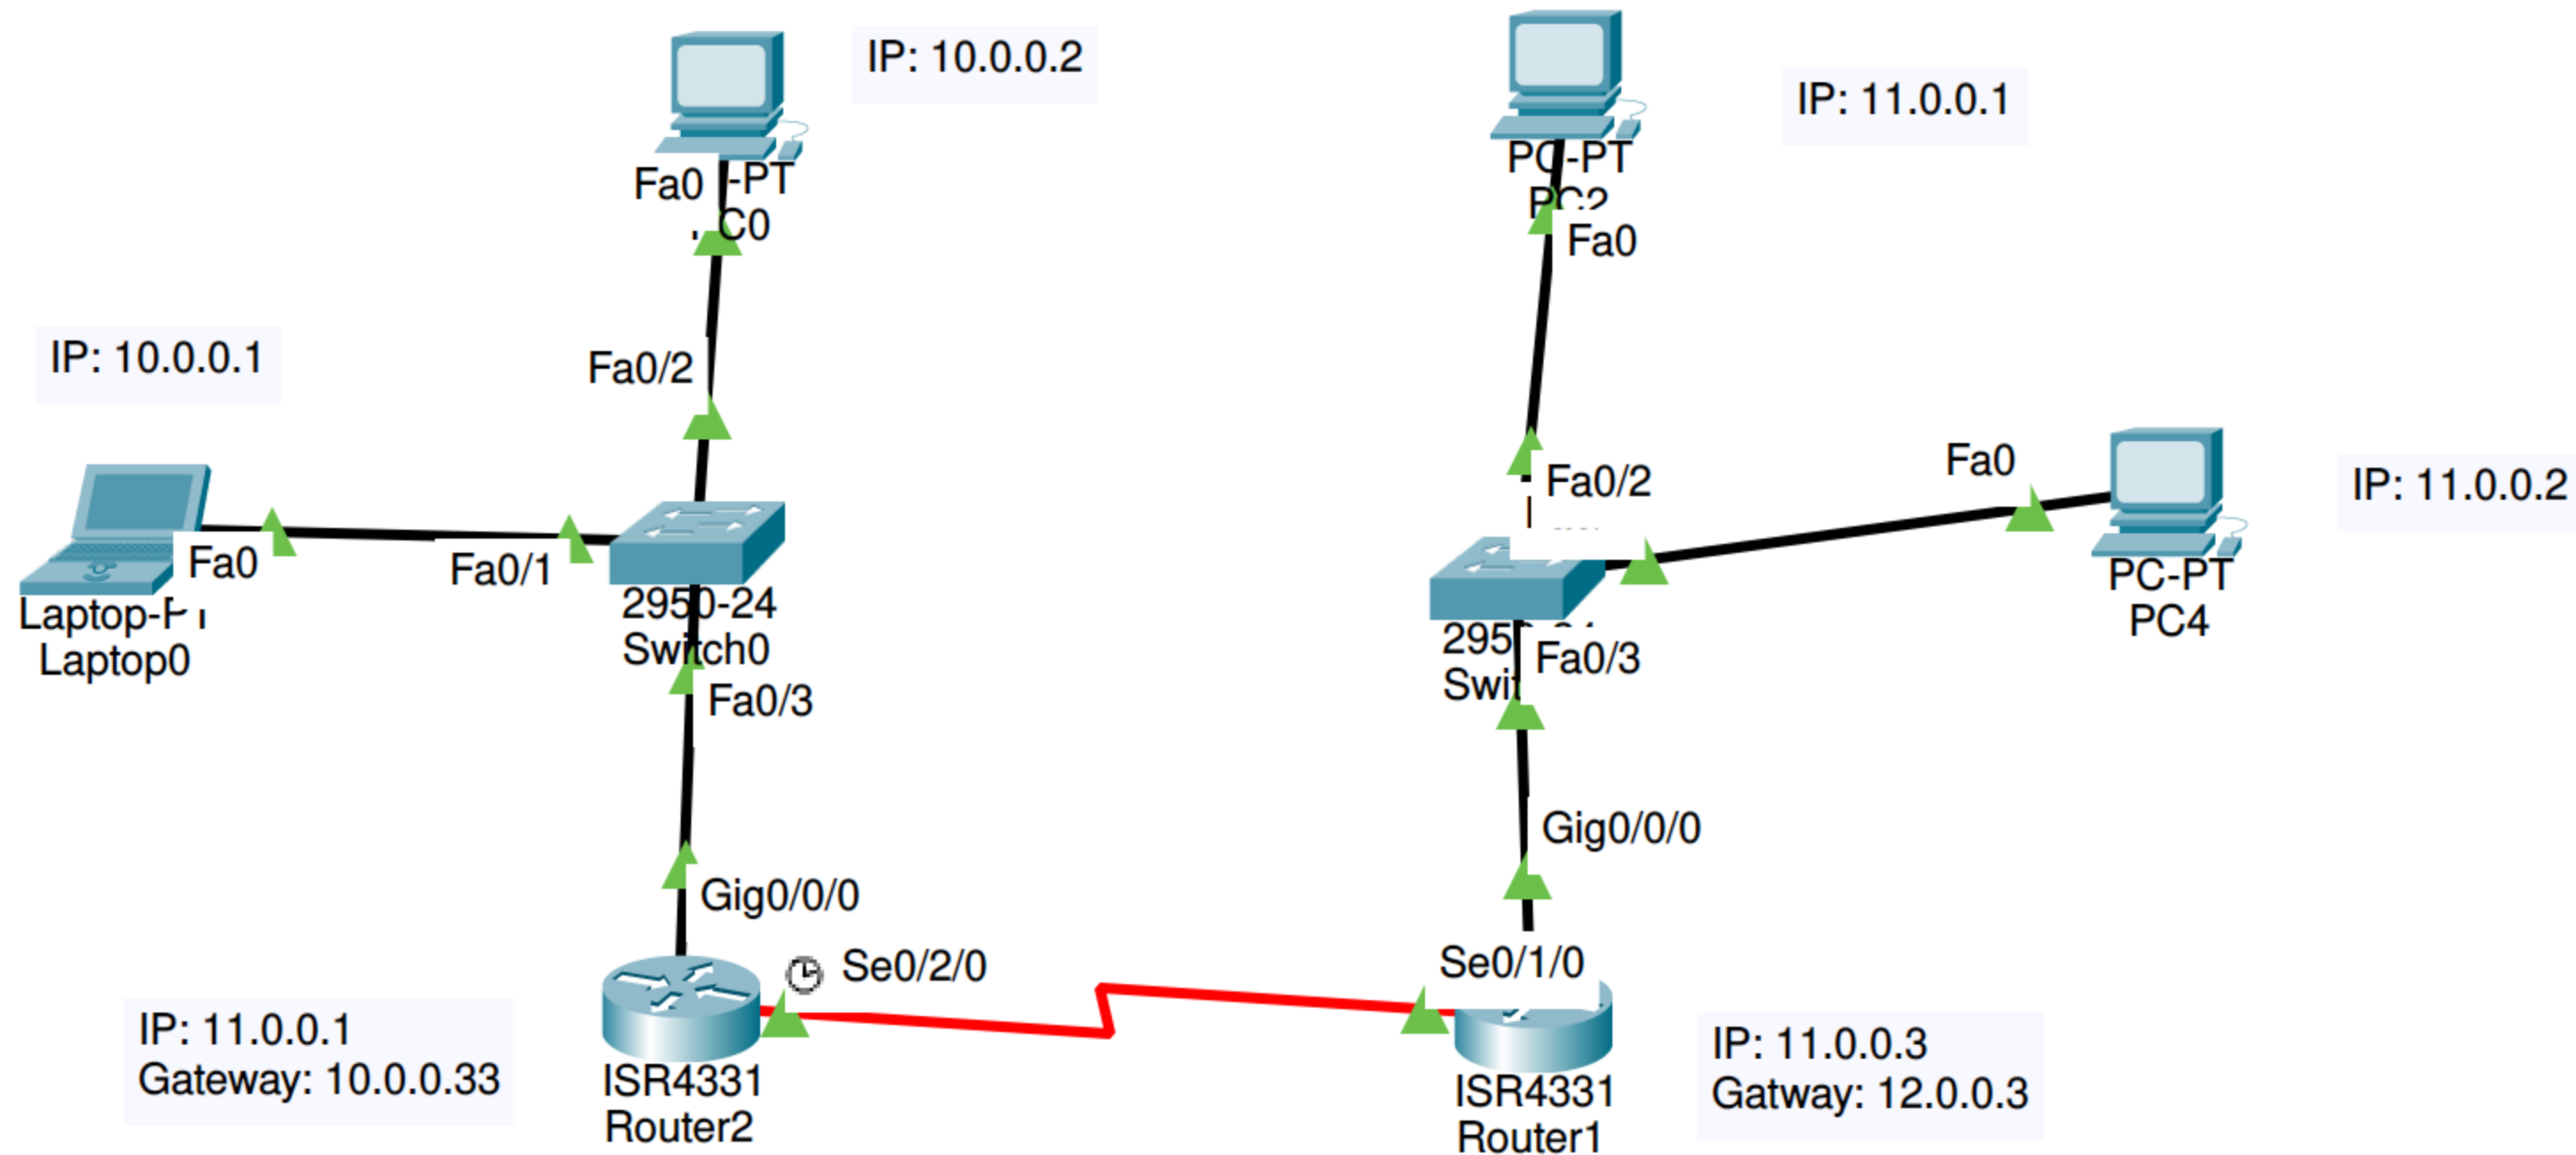 IP: 10.0.0.2
IP: 11.0.0.1
Fa0
-PT
C0
PC-PT
PC2
Fa0
IP: 10.0.0.1
Fa0/2
Fa0/2
Fa0
IP: 11.0.0.2
Fa0
Fa0/1
Laptop-PT
Laptop0
2950-24
Switch0
Fa0/3
PC-PT
PC4
295
Swit
Fa0/3
Gig0/0/0
Gig0/0/0
Se0/2/0
Se0/1/0
IP: 11.0.0.1
Gateway: 10.0.0.33
ISR4331
Router2
ISR4331
Router1
IP: 11.0.0.3
Gatway: 12.0.0.3